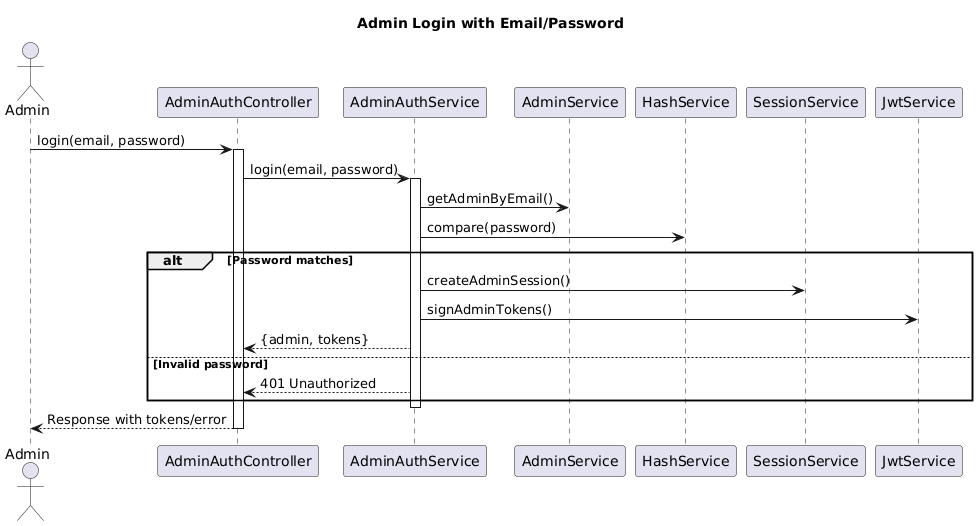 Admin Login with Email/Password
Admin
AdminAuthController
AdminAuthService
AdminService
HashService
SessionService
JwtService
login(email, password)
login(email, password)
getAdminByEmail()
compare(password)
alt
[Password matches]
createAdminSession()
signAdminTokens()
{admin, tokens}
[Invalid password]
401 Unauthorized
Response with tokens/error
Admin
AdminAuthController
AdminAuthService
AdminService
HashService
SessionService
JwtService